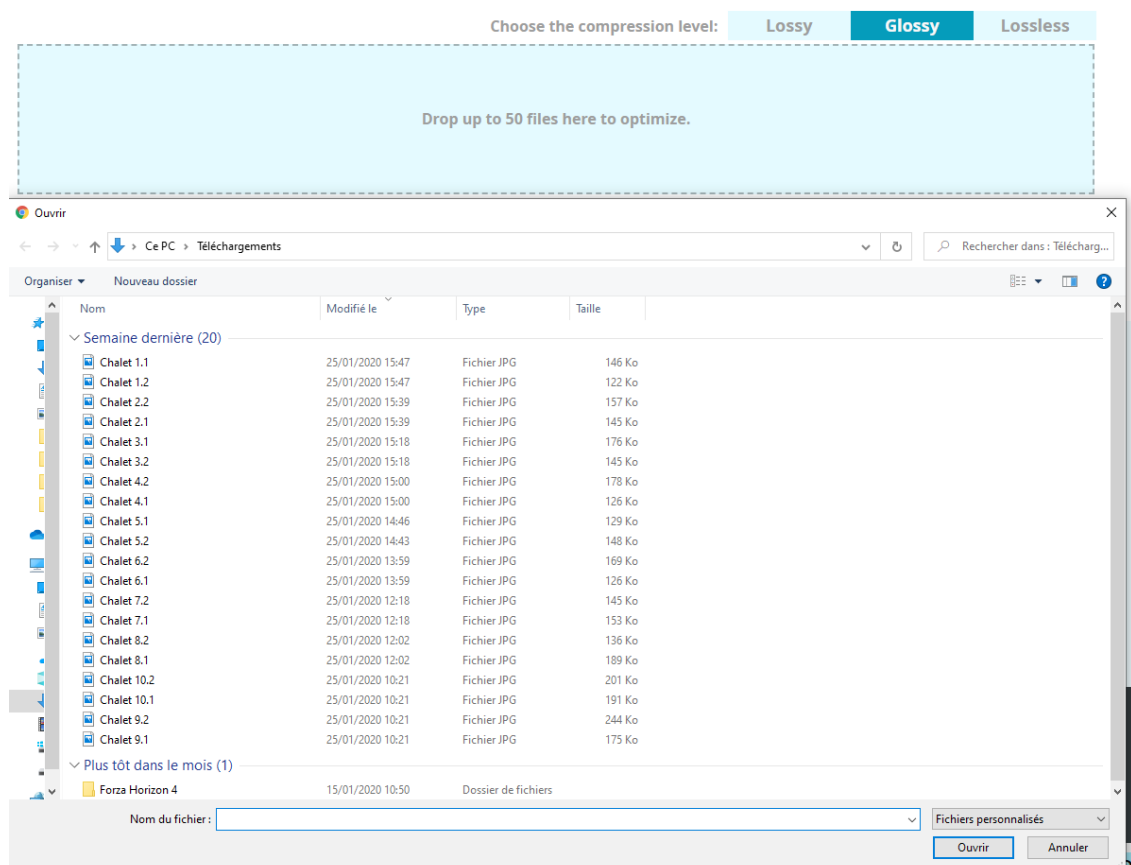 Choose the compression level: Lossy Glossy Lossless
Drop up to 50 files here to optimize.
Ouvrir
Ce PC › Téléchargements Rechercher dans : Télécharg...
Organiser Nouveau dossier
Nom Modifié le Type Taille
Semaine dernière (20)
Chalet 1.1 25/01/2020 15:47 Fichier JPG 146 Ko
Chalet 1.2 25/01/2020 15:47 Fichier JPG 122 Ko
Chalet 2.2 25/01/2020 15:39 Fichier JPG 157 Ko
Chalet 2.1 25/01/2020 15:39 Fichier JPG 145 Ko
Chalet 3.1 25/01/2020 15:18 Fichier JPG 176 Ko
Chalet 3.2 25/01/2020 15:18 Fichier JPG 145 Ko
Chalet 4.2 25/01/2020 15:00 Fichier JPG 178 Ko
Chalet 4.1 25/01/2020 15:00 Fichier JPG 126 Ko
Chalet 5.1 25/01/2020 14:46 Fichier JPG 129 Ko
Chalet 5.2 25/01/2020 14:43 Fichier JPG 148 Ko
Chalet 6.2 25/01/2020 13:59 Fichier JPG 169 Ko
Chalet 6.1 25/01/2020 13:59 Fichier JPG 126 Ko
Chalet 7.2 25/01/2020 12:18 Fichier JPG 145 Ko
Chalet 7.1 25/01/2020 12:18 Fichier JPG 153 Ko
Chalet 8.2 25/01/2020 12:02 Fichier JPG 136 Ko
Chalet 8.1 25/01/2020 12:02 Fichier JPG 189 Ko
Chalet 10.2 25/01/2020 10:21 Fichier JPG 201 Ko
Chalet 10.1 25/01/2020 10:21 Fichier JPG 191 Ko
Chalet 9.2 25/01/2020 10:21 Fichier JPG 244 Ko
Chalet 9.1 25/01/2020 10:21 Fichier JPG 175 Ko
Plus tôt dans le mois (1)
Forza Horizon 4 15/01/2020 10:50 Dossier de fichiers
Nom du fichier : Fichiers personnalisés
Ouvrir Annuler